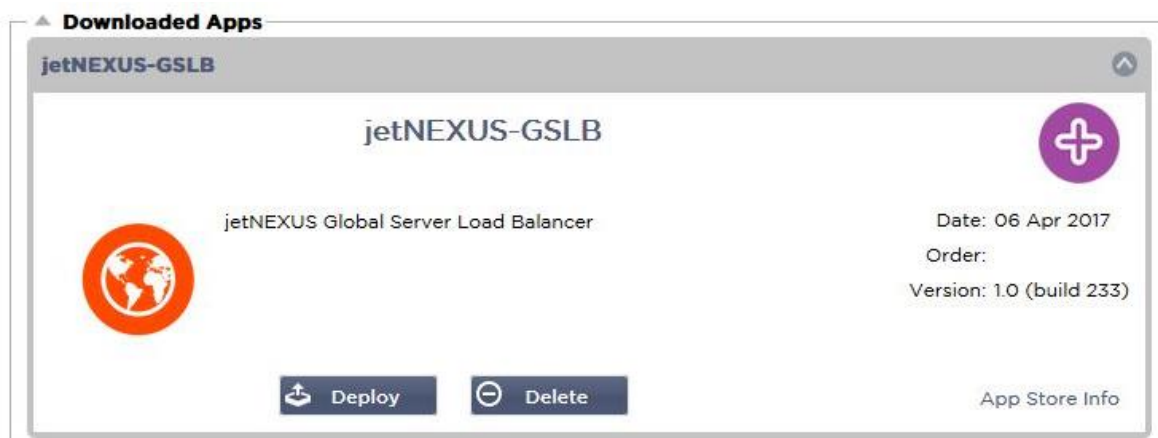 Downloaded Apps
jetNEXUS-GSLB
jetNEXUS-GSLB
jetNEXUS Global Server Load Balancer
Date: 06 Apr 2017
Order:
Version: 1.0 (build 233)
Deploy
Delete
App Store Info